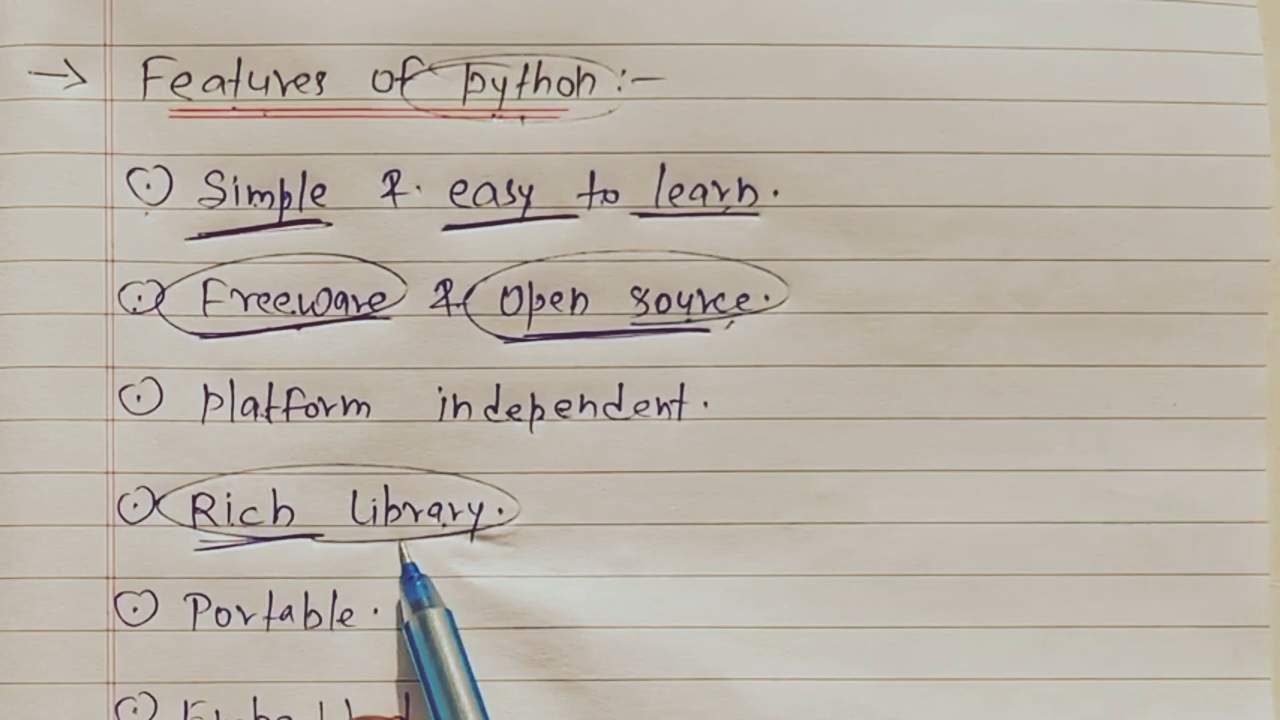 → Features of python :-
⊙ Simple & easy to learn.
⊙ Freeware & Open source.
⊙ platform independent.
⊙ Rich Library.
⊙ Portable.